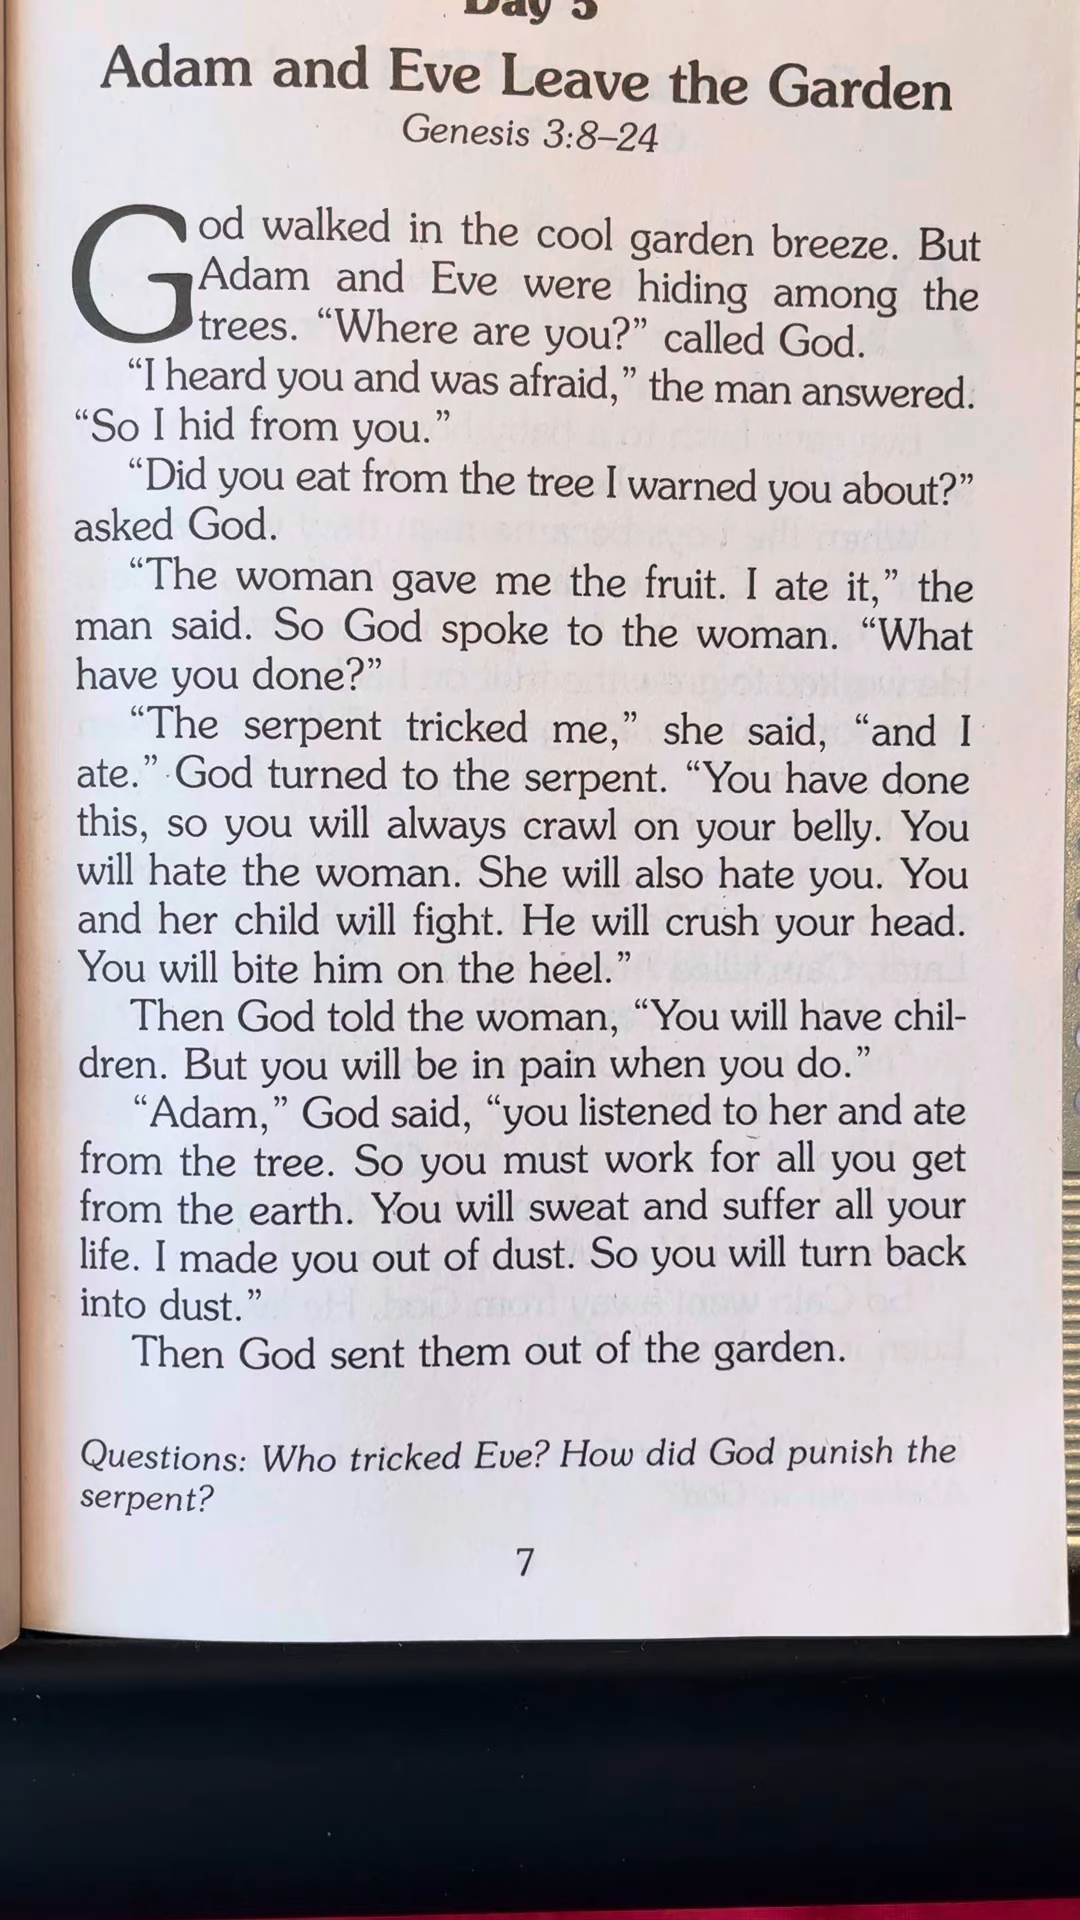 Day 5
Adam and Eve Leave the Garden
Genesis 3:8–24
God walked in the cool garden breeze. But
Adam and Eve were hiding among the
trees. “Where are you?” called God.
“I heard you and was afraid,” the man answered.
“So I hid from you.”
“Did you eat from the tree I warned you about?”
asked God.
“The woman gave me the fruit. I ate it,” the
man said. So God spoke to the woman. “What
have you done?”
“The serpent tricked me,” she said, “and I
ate.” God turned to the serpent. “You have done
this, so you will always crawl on your belly. You
will hate the woman. She will also hate you. You
and her child will fight. He will crush your head.
You will bite him on the heel.”
Then God told the woman, “You will have chil-
dren. But you will be in pain when you do.”
“Adam,” God said, “you listened to her and ate
from the tree. So you must work for all you get
from the earth. You will sweat and suffer all your
life. I made you out of dust. So you will turn back
into dust.”
Then God sent them out of the garden.
Questions: Who tricked Eve? How did God punish the
serpent?
7